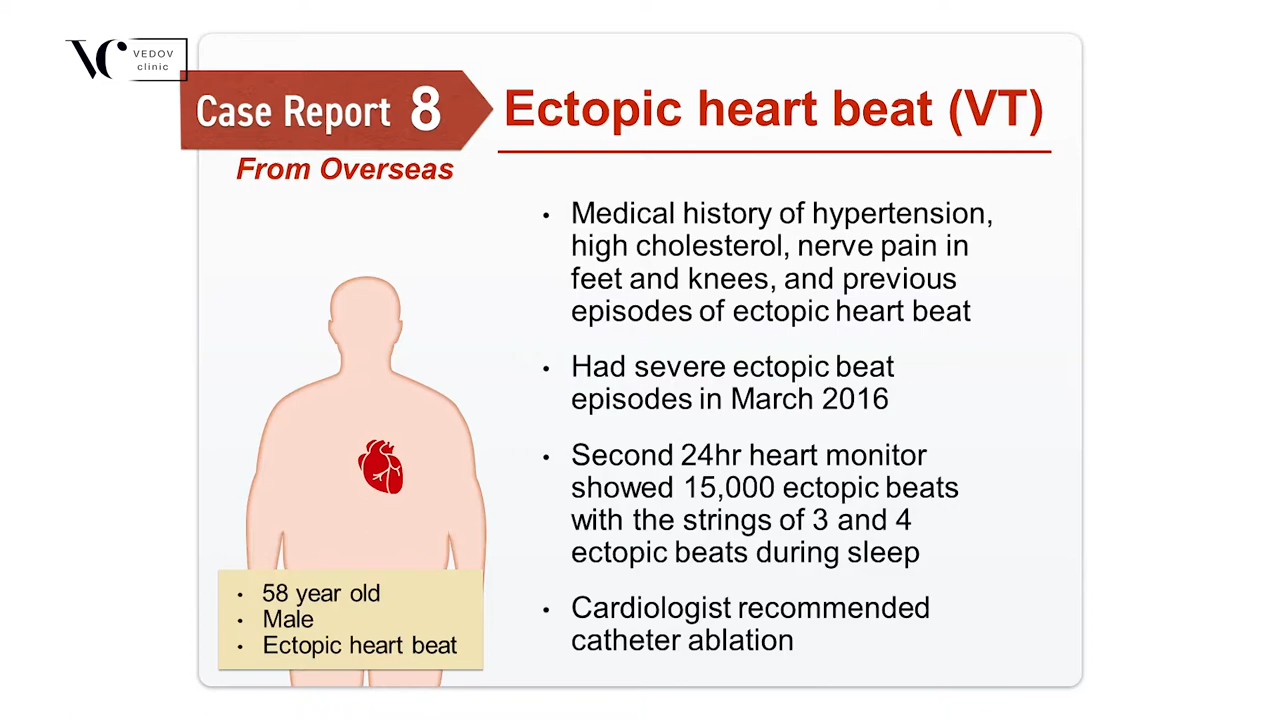 VC VEDOV
clinic
Case Report 8
From Overseas
Ectopic heart beat (VT)
• Medical history of hypertension,
high cholesterol, nerve pain in
feet and knees, and previous
episodes of ectopic heart beat
• Had severe ectopic beat
episodes in March 2016
• Second 24hr heart monitor
showed 15,000 ectopic beats
with the strings of 3 and 4
ectopic beats during sleep
• Cardiologist recommended
catheter ablation
• 58 year old
• Male
• Ectopic heart beat